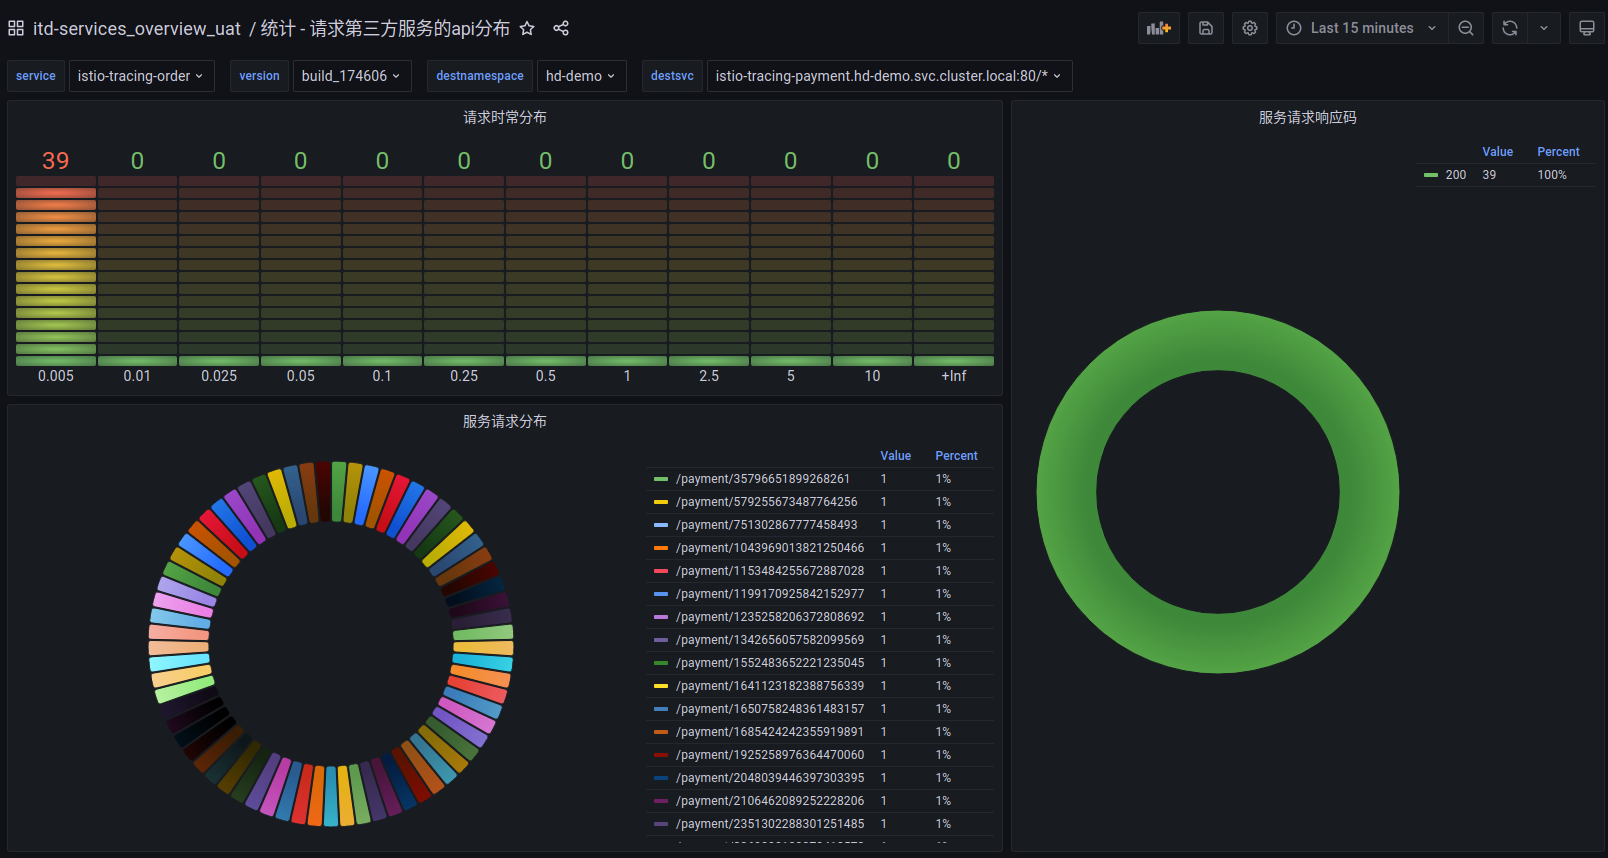 itd-services_overview_uat / 统计 - 请求第三方服务的api分布
Last 15 minutes
service istio-tracing-order version build_174606 destnamespace hd-demo destsvc istio-tracing-payment.hd-demo.svc.cluster.local:80/*
请求时常分布
39 0 0 0 0 0 0 0 0 0 0 0
0.005 0.01 0.025 0.05 0.1 0.25 0.5 1 2.5 5 10 +Inf
服务请求响应码
Value Percent
200 39 100%
服务请求分布
Value Percent
/payment/35796651899268261 1 1%
/payment/579255673487764256 1 1%
/payment/751302867777458493 1 1%
/payment/1043969013821250466 1 1%
/payment/1153484255672887028 1 1%
/payment/1199170925842152977 1 1%
/payment/1235258206372808692 1 1%
/payment/1342656057582099569 1 1%
/payment/1552483652221235045 1 1%
/payment/1641123182388756339 1 1%
/payment/1650758248361483157 1 1%
/payment/1685424242355919891 1 1%
/payment/1925258976364470060 1 1%
/payment/2048039446397303395 1 1%
/payment/2106462089252228206 1 1%
/payment/2351302288301251485 1 1%